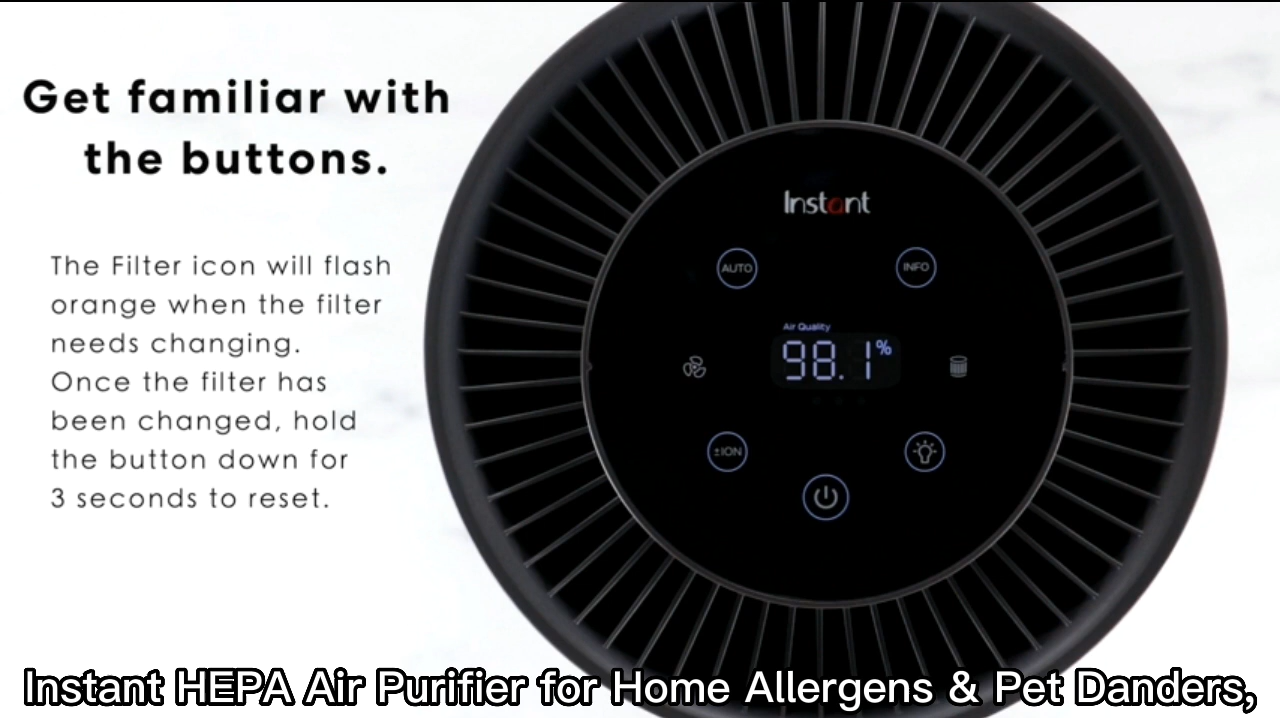 Get familiar with
the buttons.
The Filter icon will flash
orange when the filter
needs changing.
Once the filter has
been changed, hold
the button down for
3 seconds to reset.
Instant
AUTO
INFO
Air Quality
98.1%
±ION
Instant HEPA Air Purifier for Home Allergens & Pet Danders,